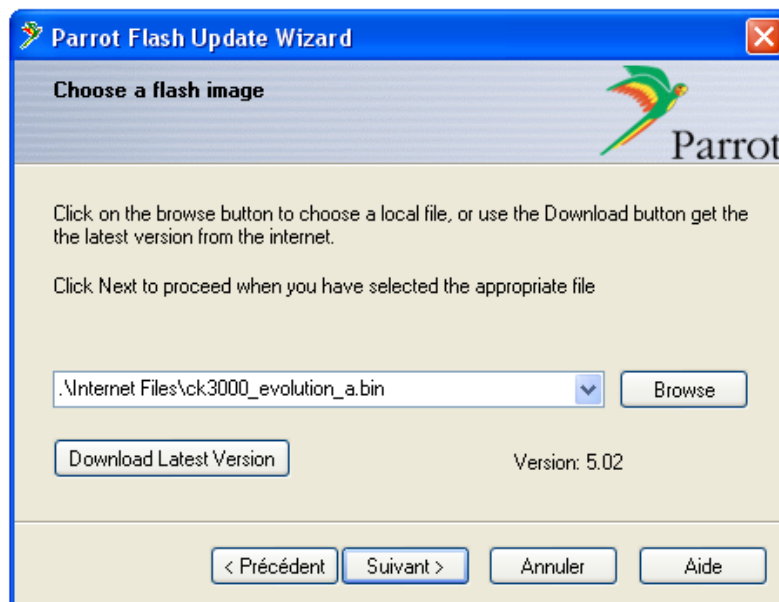 Parrot Flash Update Wizard
Choose a flash image
Parrot
Click on the browse button to choose a local file, or use the Download button get the
the latest version from the internet.
Click Next to proceed when you have selected the appropriate file
.\Internet Files\ck3000_evolution_a.bin
Browse
Download Latest Version
Version: 5.02
< Précédent
Suivant >
Annuler
Aide